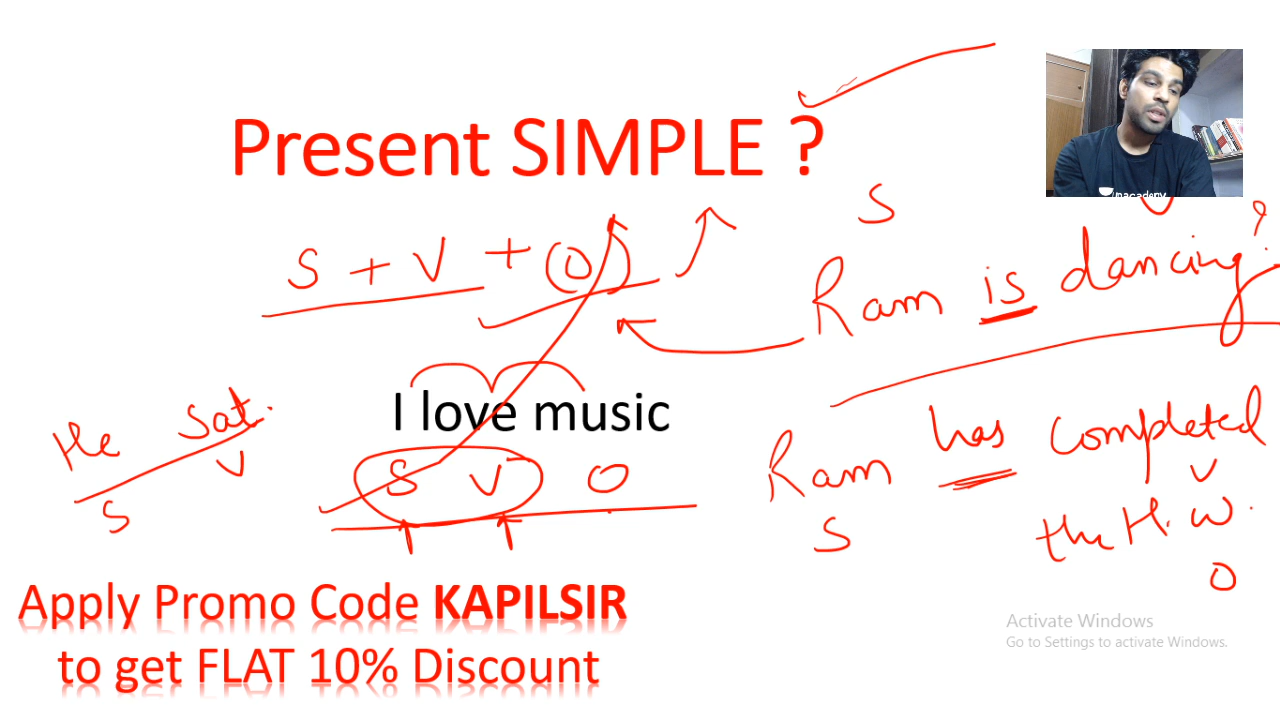 Present SIMPLE ?
S + V + (O)
S
Ram is dancing?
I love music
S V O
He Sat.
S V
Ram has completed
S V
the H.W.
O
Apply Promo Code KAPILSIR
to get FLAT 10% Discount
Activate Windows
Go to Settings to activate Windows.